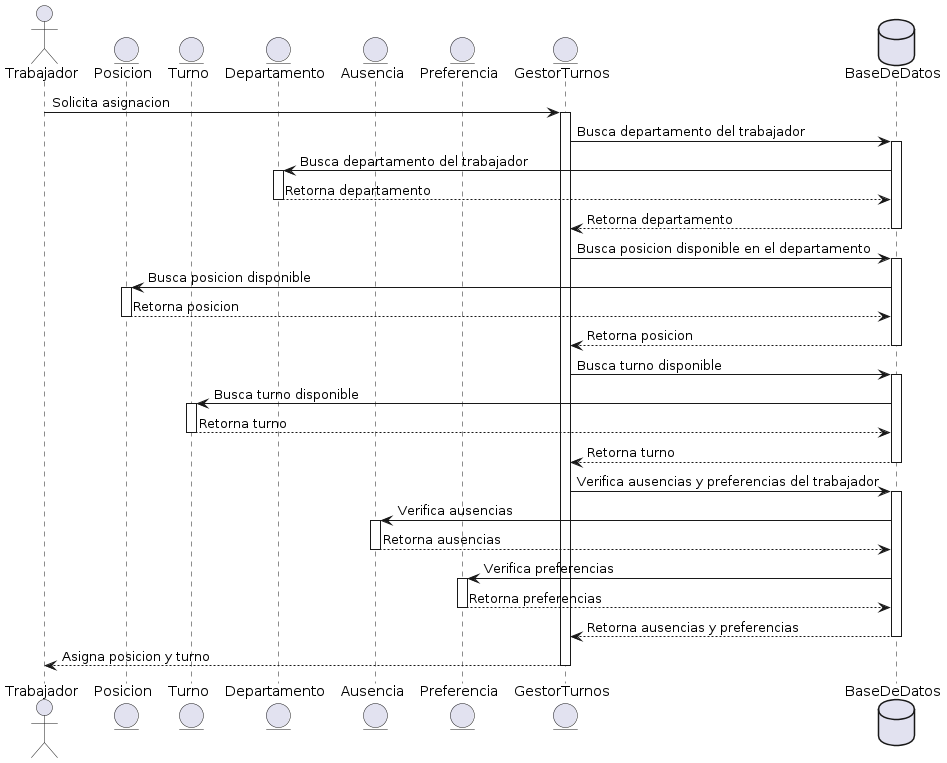 Trabajador Posicion Turno Departamento Ausencia Preferencia GestorTurnos BaseDeDatos
Solicita asignacion
Busca departamento del trabajador
Busca departamento del trabajador
Retorna departamento
Retorna departamento
Busca posicion disponible en el departamento
Busca posicion disponible
Retorna posicion
Retorna posicion
Busca turno disponible
Busca turno disponible
Retorna turno
Retorna turno
Verifica ausencias y preferencias del trabajador
Verifica ausencias
Retorna ausencias
Verifica preferencias
Retorna preferencias
Retorna ausencias y preferencias
Asigna posicion y turno
Trabajador Posicion Turno Departamento Ausencia Preferencia GestorTurnos BaseDeDatos